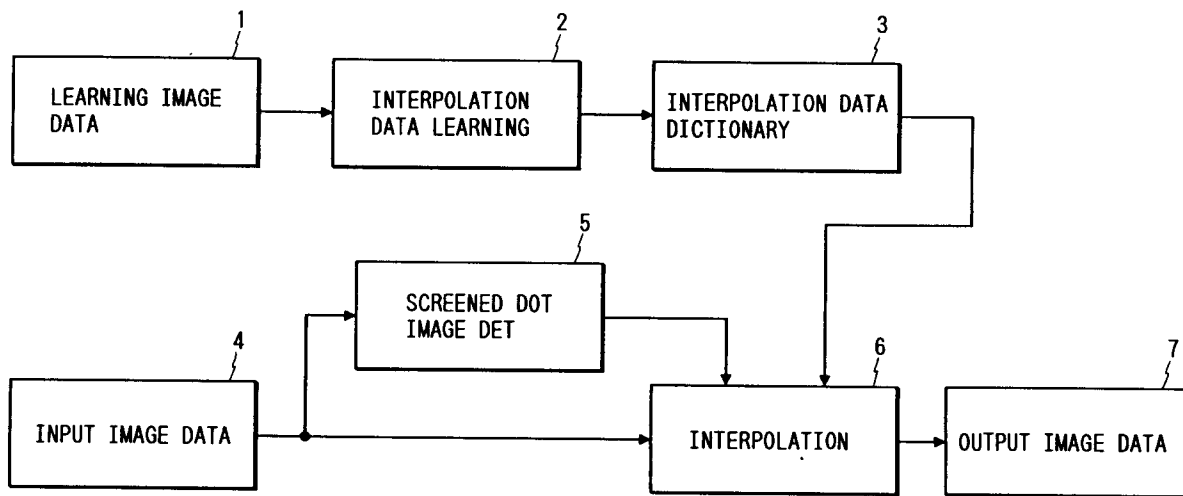 1
LEARNING IMAGE
DATA
2
INTERPOLATION
DATA LEARNING
3
INTERPOLATION DATA
DICTIONARY
4
INPUT IMAGE DATA
5
SCREENED DOT
IMAGE DET
6
INTERPOLATION
7
OUTPUT IMAGE DATA